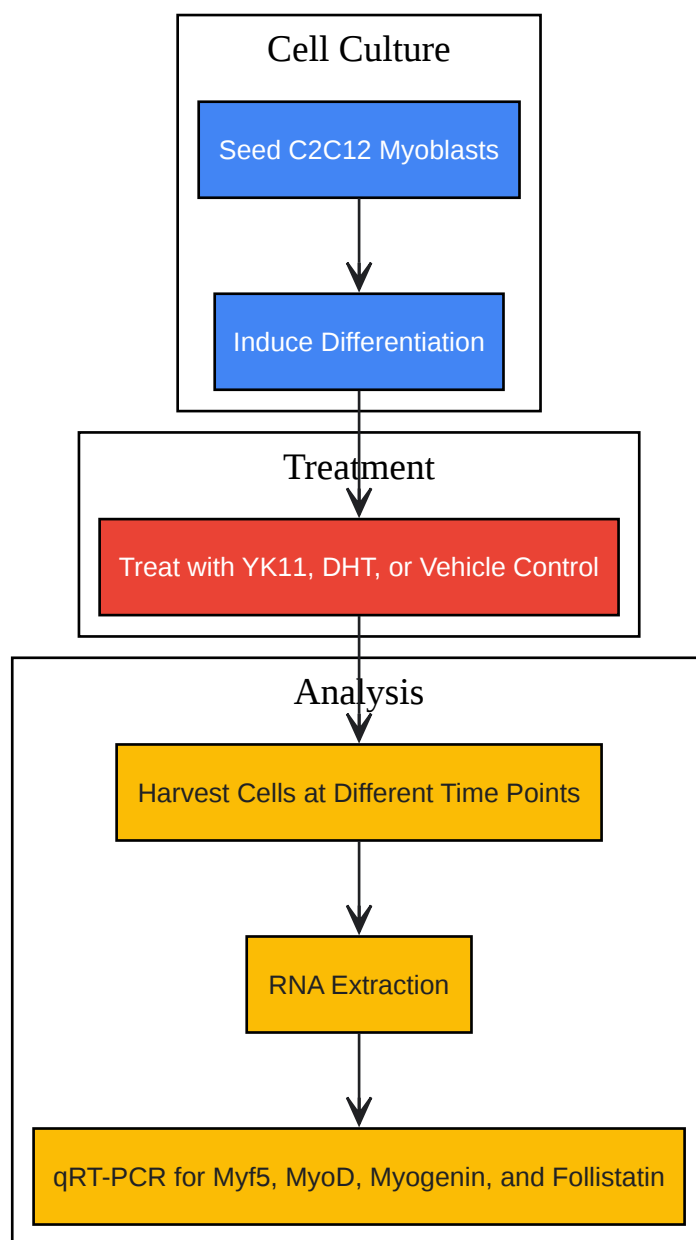 Cell Culture
Seed C2C12 Myoblasts
Induce Differentiation
Treatment
Treat with YK11, DHT, or Vehicle Control
Analysis
Harvest Cells at Different Time Points
RNA Extraction
qRT-PCR for Myf5, MyoD, Myogenin, and Follistatin